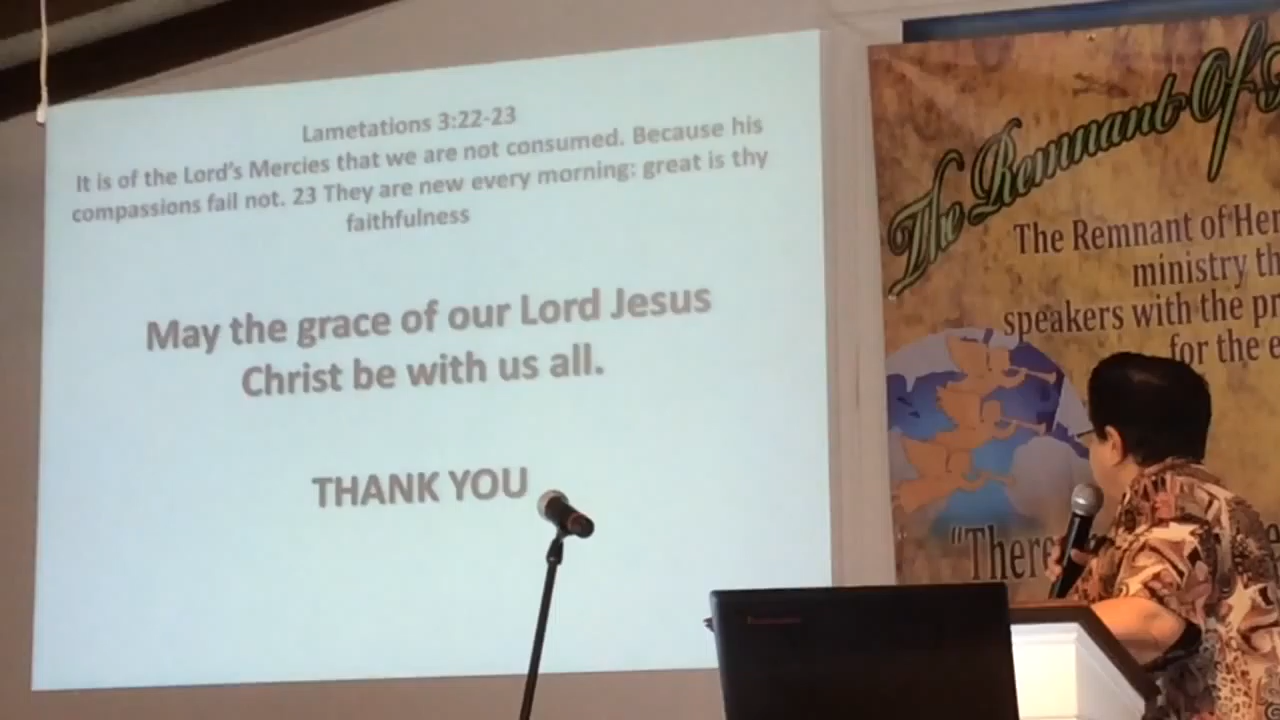 Lametations 3:22-23
It is of the Lord's Mercies that we are not consumed. Because his
compassions fail not. 23 They are new every morning: great is thy
faithfulness
May the grace of our Lord Jesus
Christ be with us all.
THANK YOU
The Remnant Of
The Remnant of Her
ministry th
speakers with the pr
for the e
"There